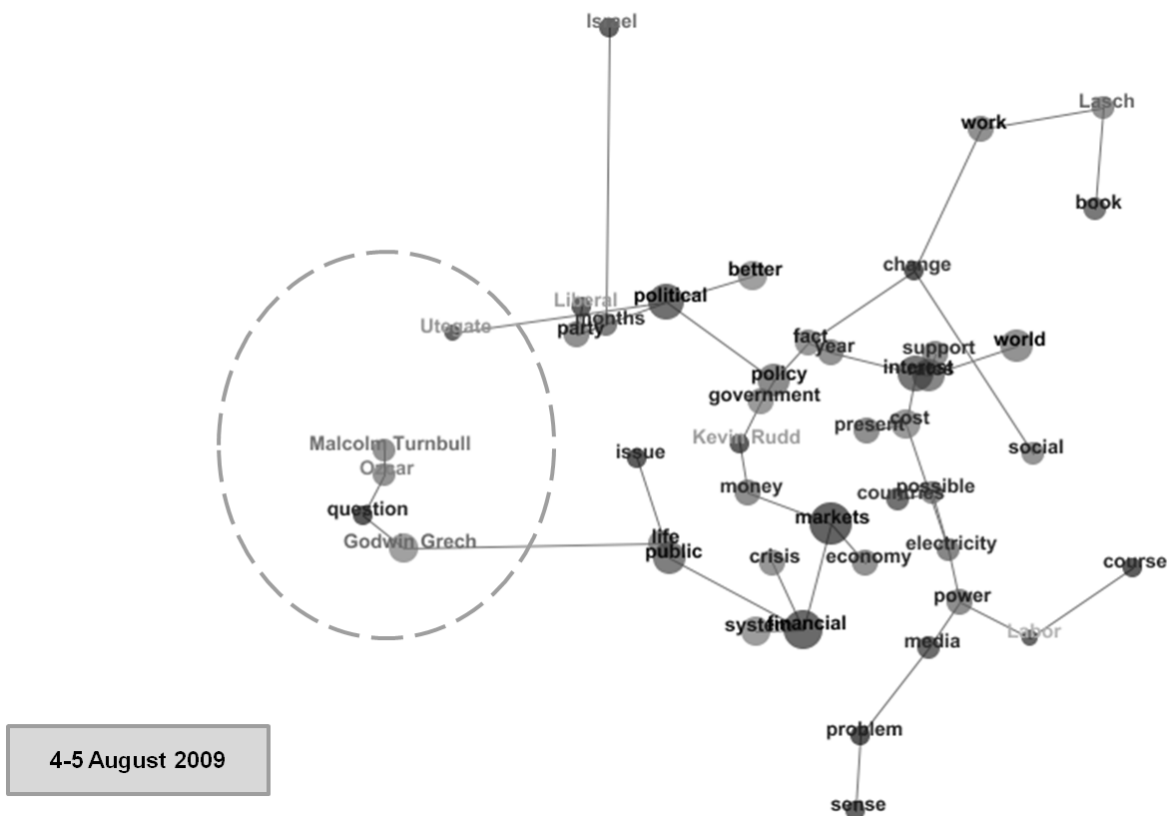 Israel
Lasch
work
book
change
better
political
Liberal
months
party
Utegate
fact
year
support
world
interest
policy
government
cost
present
Kevin Rudd
social
Malcolm Turnbull
issue
Ozcar
money
possible
countries
question
markets
Godwin Grech
life
public
electricity
crisis
economy
course
power
system
financial
Labor
media
problem
sense
4-5 August 2009